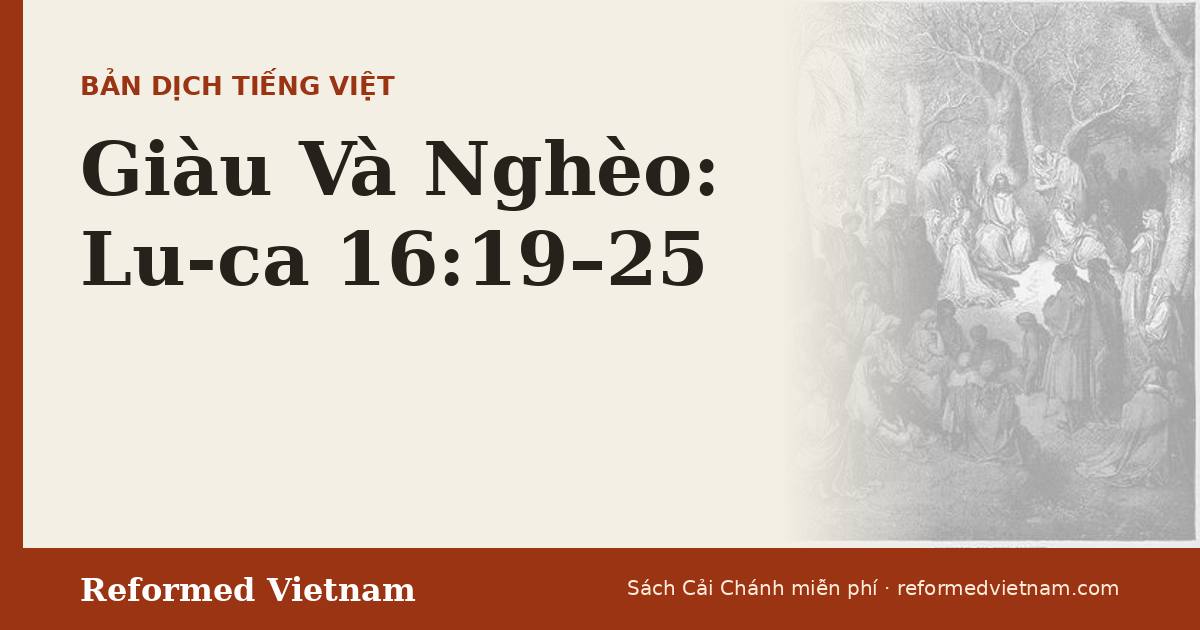 BẢN DỊCH TIẾNG VIỆT
Giàu Và Nghèo:
Lu-ca 16:19–25
Reformed Vietnam
Sách Cải Chánh miễn phí · reformedvietnam.com